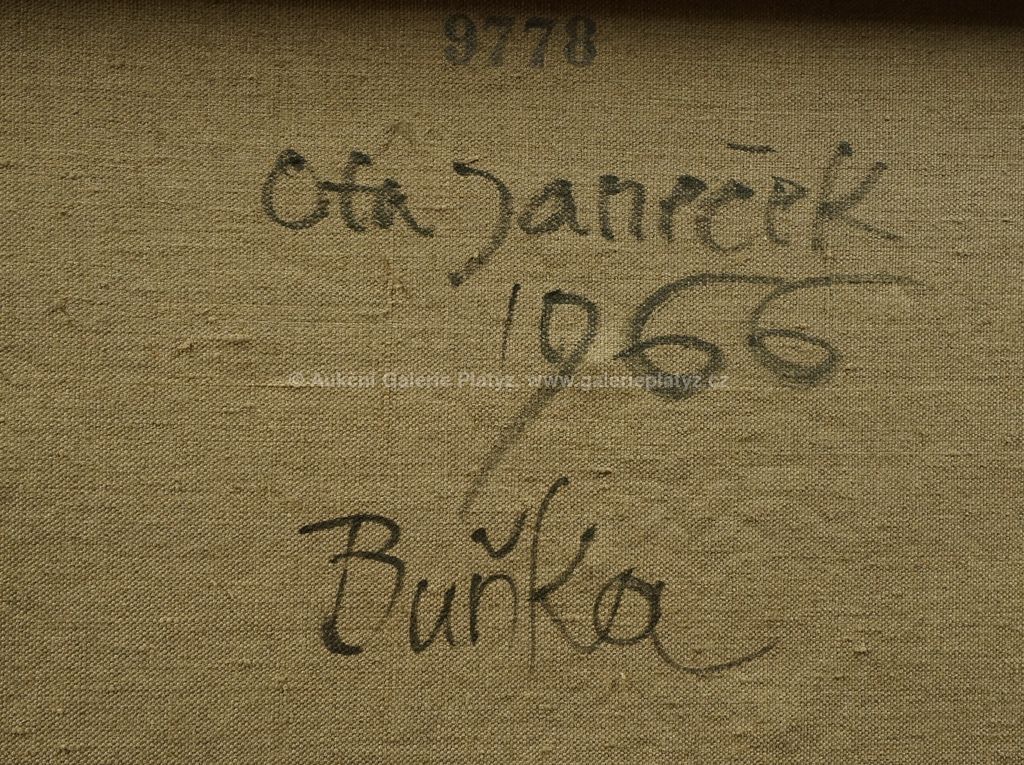 9778
Ota Janeček
1966
© Aukční Galerie Platýz, www.galerieplatyz.cz
Buňka